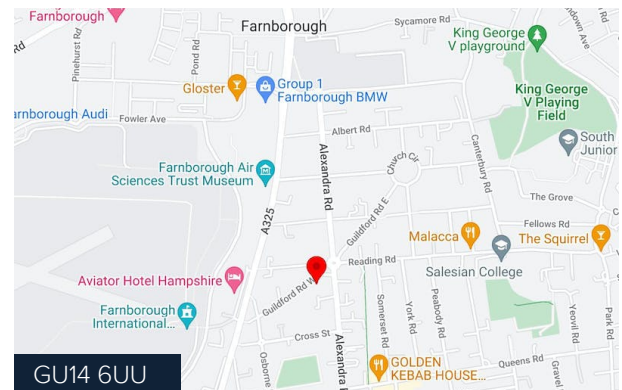 Farnborough
Farnborough
Sycamore Rd
King George
V playground
Pinehurst Rd
Pond Rd
Gloster
Group 1
Farnborough BMW
King George
V Playing
Field
arnborough Audi
Fowler Ave
Albert Rd
South
Junior
Church Cir
Canterbury Rd
Alexandra Rd
Farnborough Air
Sciences Trust Museum
A325
Guildford Rd E
The Grove
Fellows Rd
Malacca
The Squirrel
Reading Rd
Salesian College
Aviator Hotel Hampshire
Guildford Rd W
Farnborough
International...
Somerset Rd
York Rd
Peabody Rd
Yeovil Rd
Park Rd
Cross St
Alexandra R
Osborne
GOLDEN
KEBAB HOUSE...
Queens Rd
Gravel
GU14 6UU